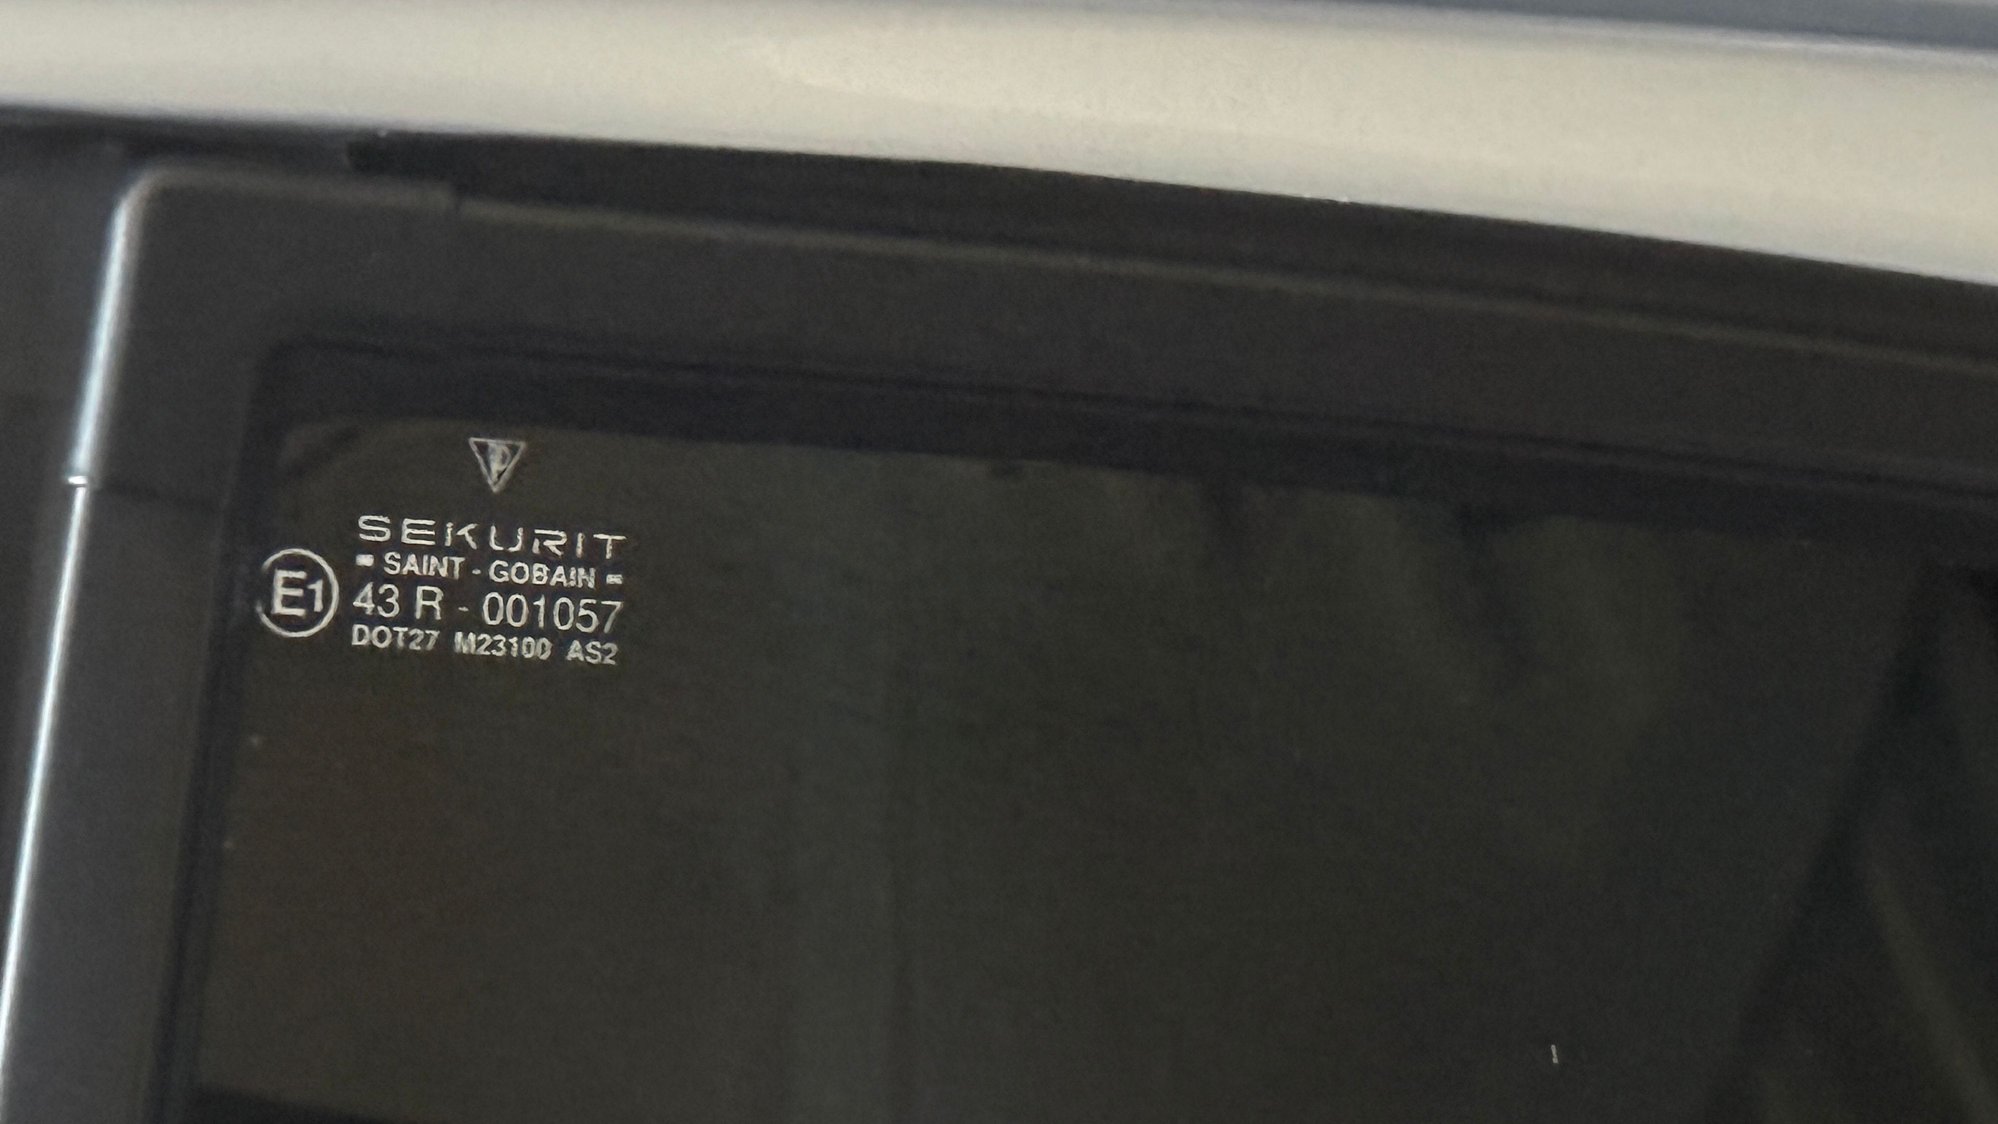 SEKURIT
SAINT - GOBAIN
E1
43 R - 001057
DOT27 M23100 AS2